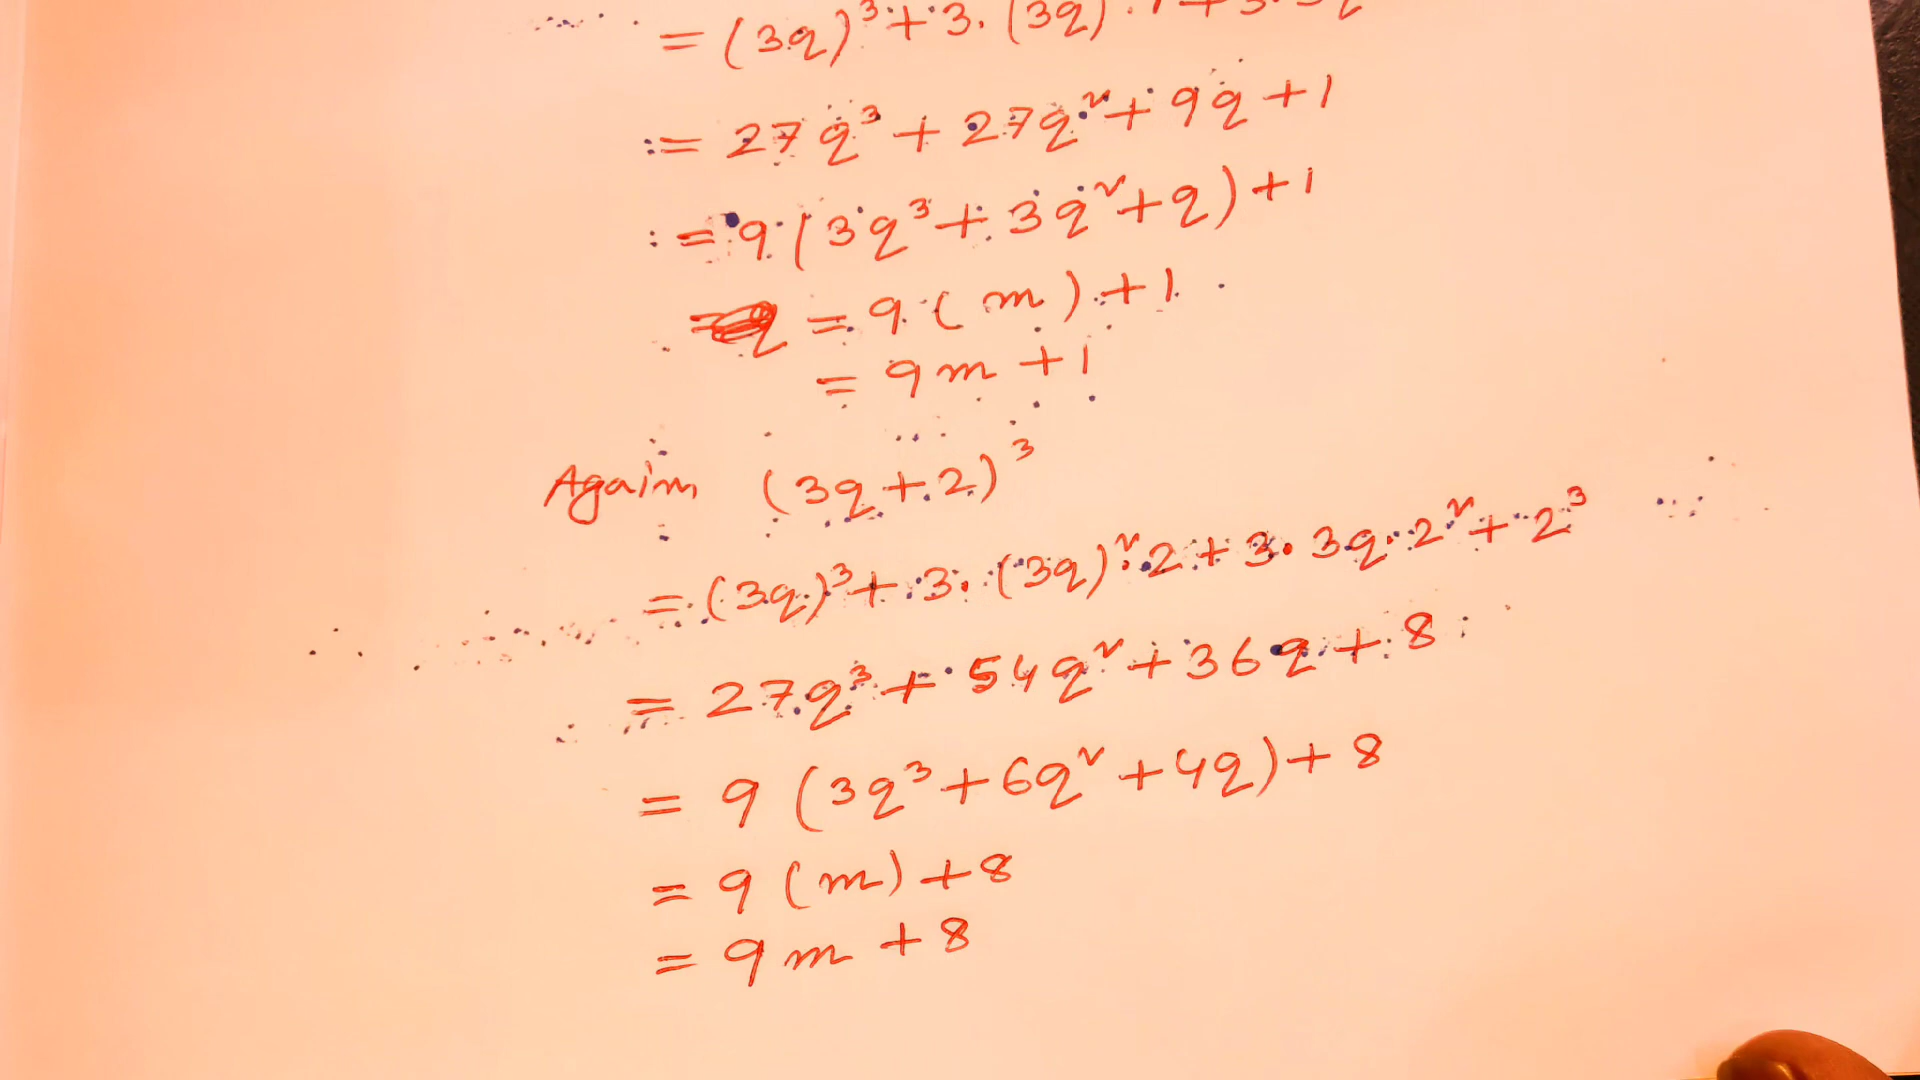 = (3q)³+3.(3q)
= 27q³ + 27q² + 9q + 1
= 9(3q³ + 3q² + q) + 1
= 9(m) + 1
= 9m + 1
Again (3q+2)³
= (3q)³ + 3.(3q)².2 + 3.3q.2² + 2³
= 27q³ + 54q² + 36q + 8
= 9(3q³ + 6q² + 4q) + 8
= 9(m) + 8
= 9m + 8